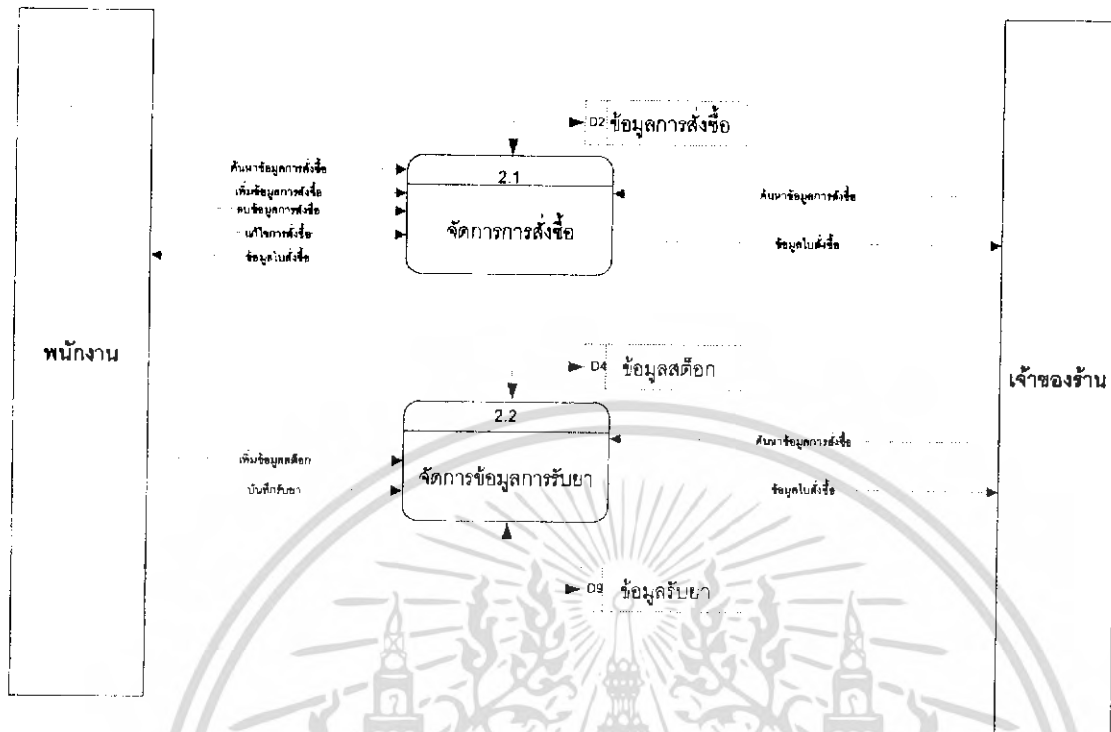 D2 ข้อมูลการสั่งซื้อ
ค้นหาข้อมูลการสั่งซื้อ
2.1
เพิ่มข้อมูลการสั่งซื้อ
ค้นหาข้อมูลการสั่งซื้อ
ลบข้อมูลการสั่งซื้อ
แก้ไขการสั่งซื้อ
จัดการการสั่งซื้อ
ข้อมูลใบสั่งซื้อ
ข้อมูลใบสั่งซื้อ
พนักงาน
D4 ข้อมูลสต็อก
เจ้าของร้าน
2.2
ค้นหาข้อมูลการสั่งซื้อ
เพิ่มข้อมูลสต็อก
จัดการข้อมูลการรับยา
บันทึกรับยา
ข้อมูลใบสั่งซื้อ
D9 ข้อมูลรับยา